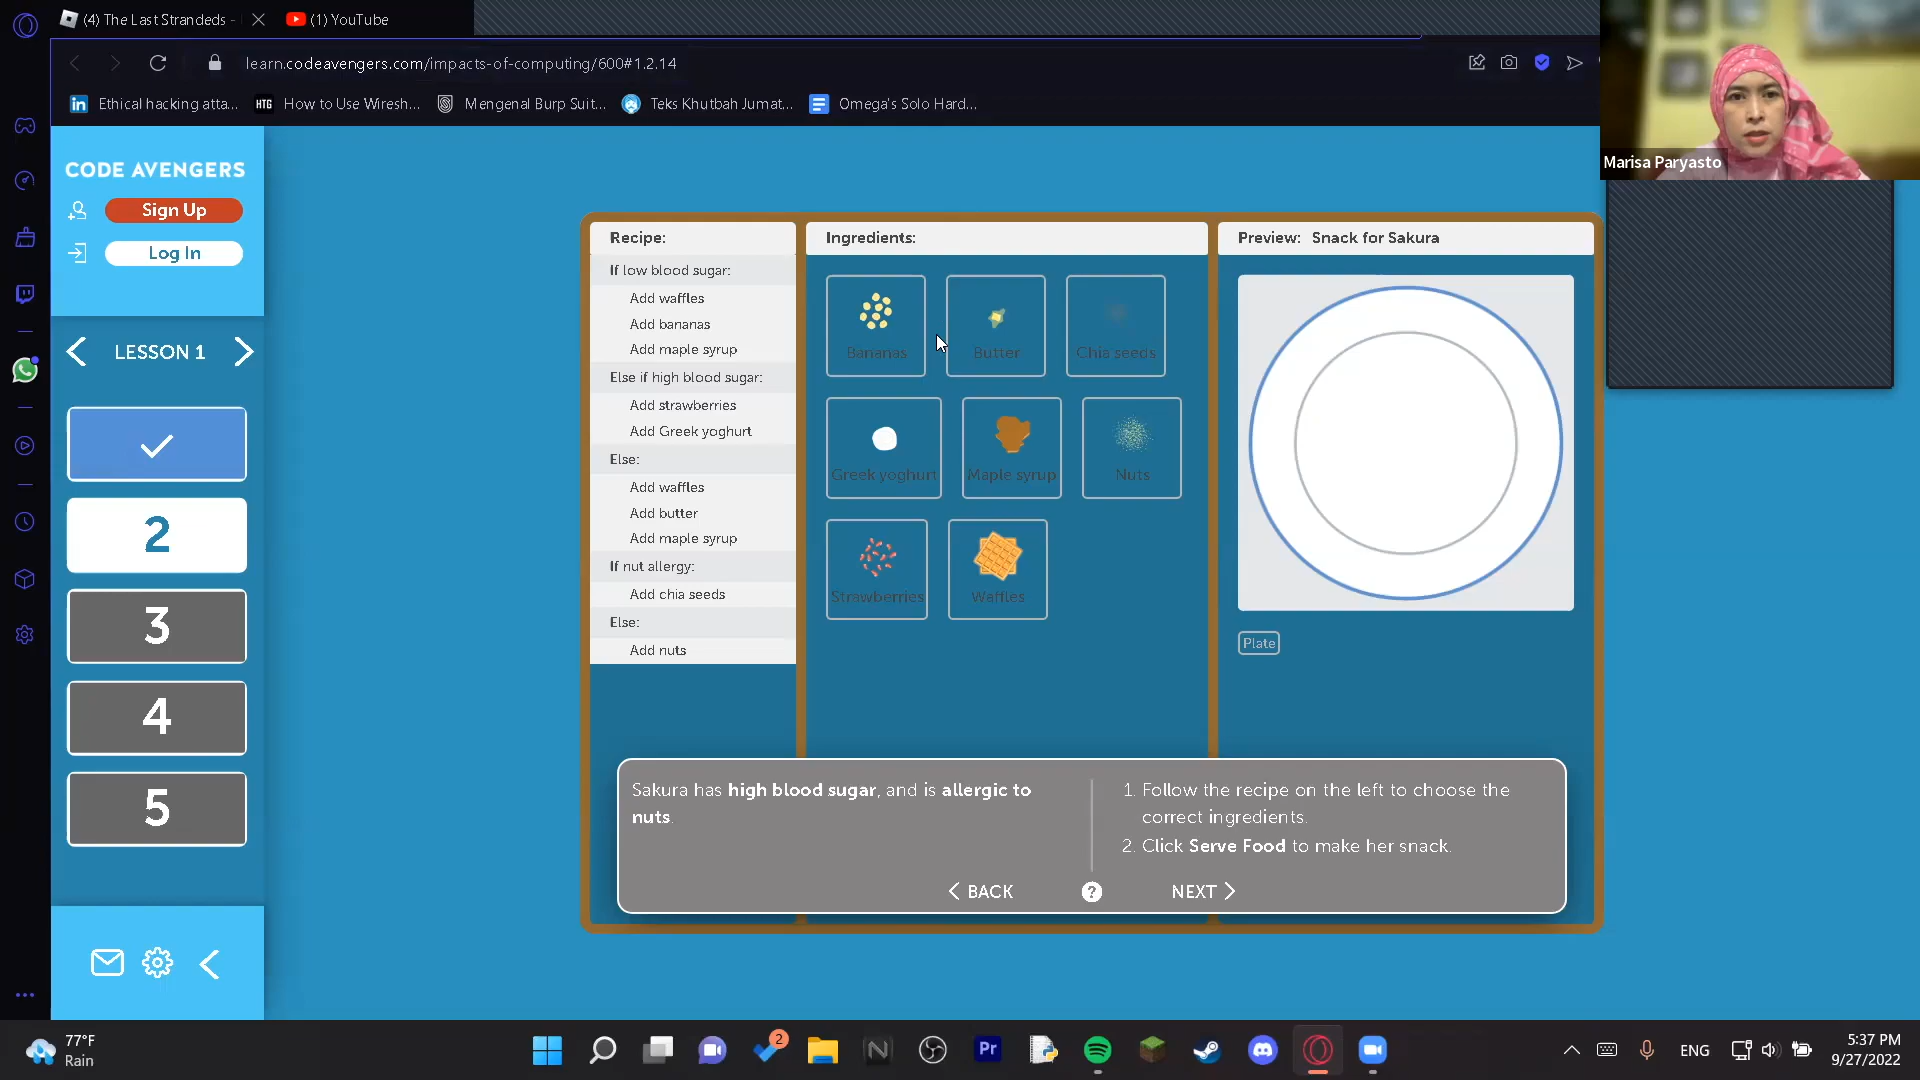 (4) The Last Strandeds -
(1) YouTube
learn.codeavengers.com/impacts-of-computing/600#1.2.14
Ethical hacking atta...
HTG
How to Use Wiresh...
Mengenal Burp Suit...
Teks Khutbah Jumat...
Omega's Solo Hard...
Marisa Paryasto
CODE AVENGERS
Sign Up
Log In
LESSON 1
2
3
4
5
Recipe:
If low blood sugar:
Add waffles
Add bananas
Add maple syrup
Else if high blood sugar:
Add strawberries
Add Greek yoghurt
Else:
Add waffles
Add butter
Add maple syrup
If nut allergy:
Add chia seeds
Else:
Add nuts
Ingredients:
Bananas
Butter
Chia seeds
Greek yoghurt
Maple syrup
Nuts
Strawberries
Waffles
Preview: Snack for Sakura
Plate
Sakura has high blood sugar, and is allergic to
nuts.
1. Follow the recipe on the left to choose the
correct ingredients.
2. Click Serve Food to make her snack.
BACK
?
NEXT
77°F
Rain
2
Pr
ENG
5:37 PM
9/27/2022